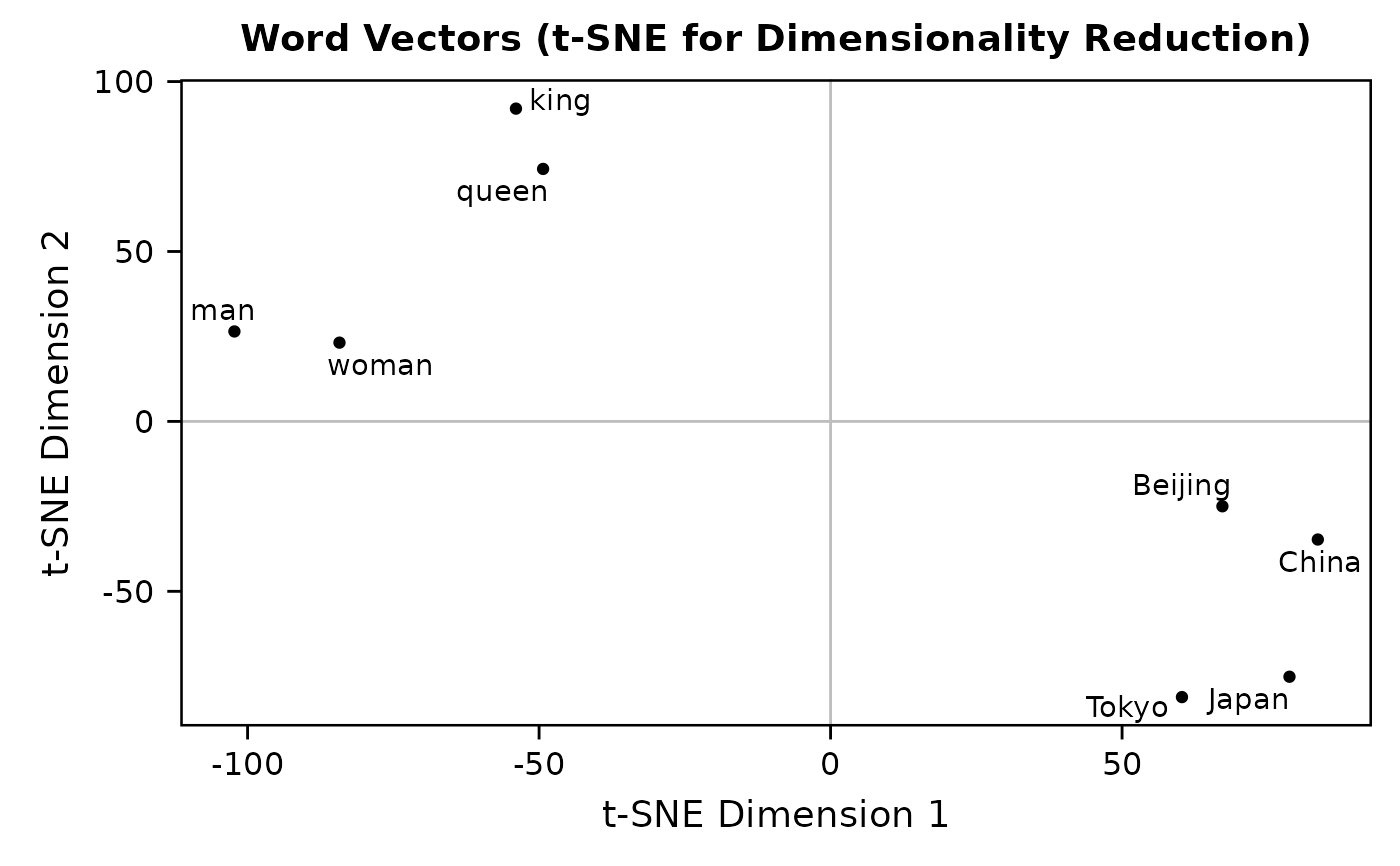 Word Vectors (t-SNE for Dimensionality Reduction)
100
50
0
-50
t-SNE Dimension 2
king
queen
man
woman
Beijing
China
Tokyo
Japan
-100
-50
0
50
t-SNE Dimension 1